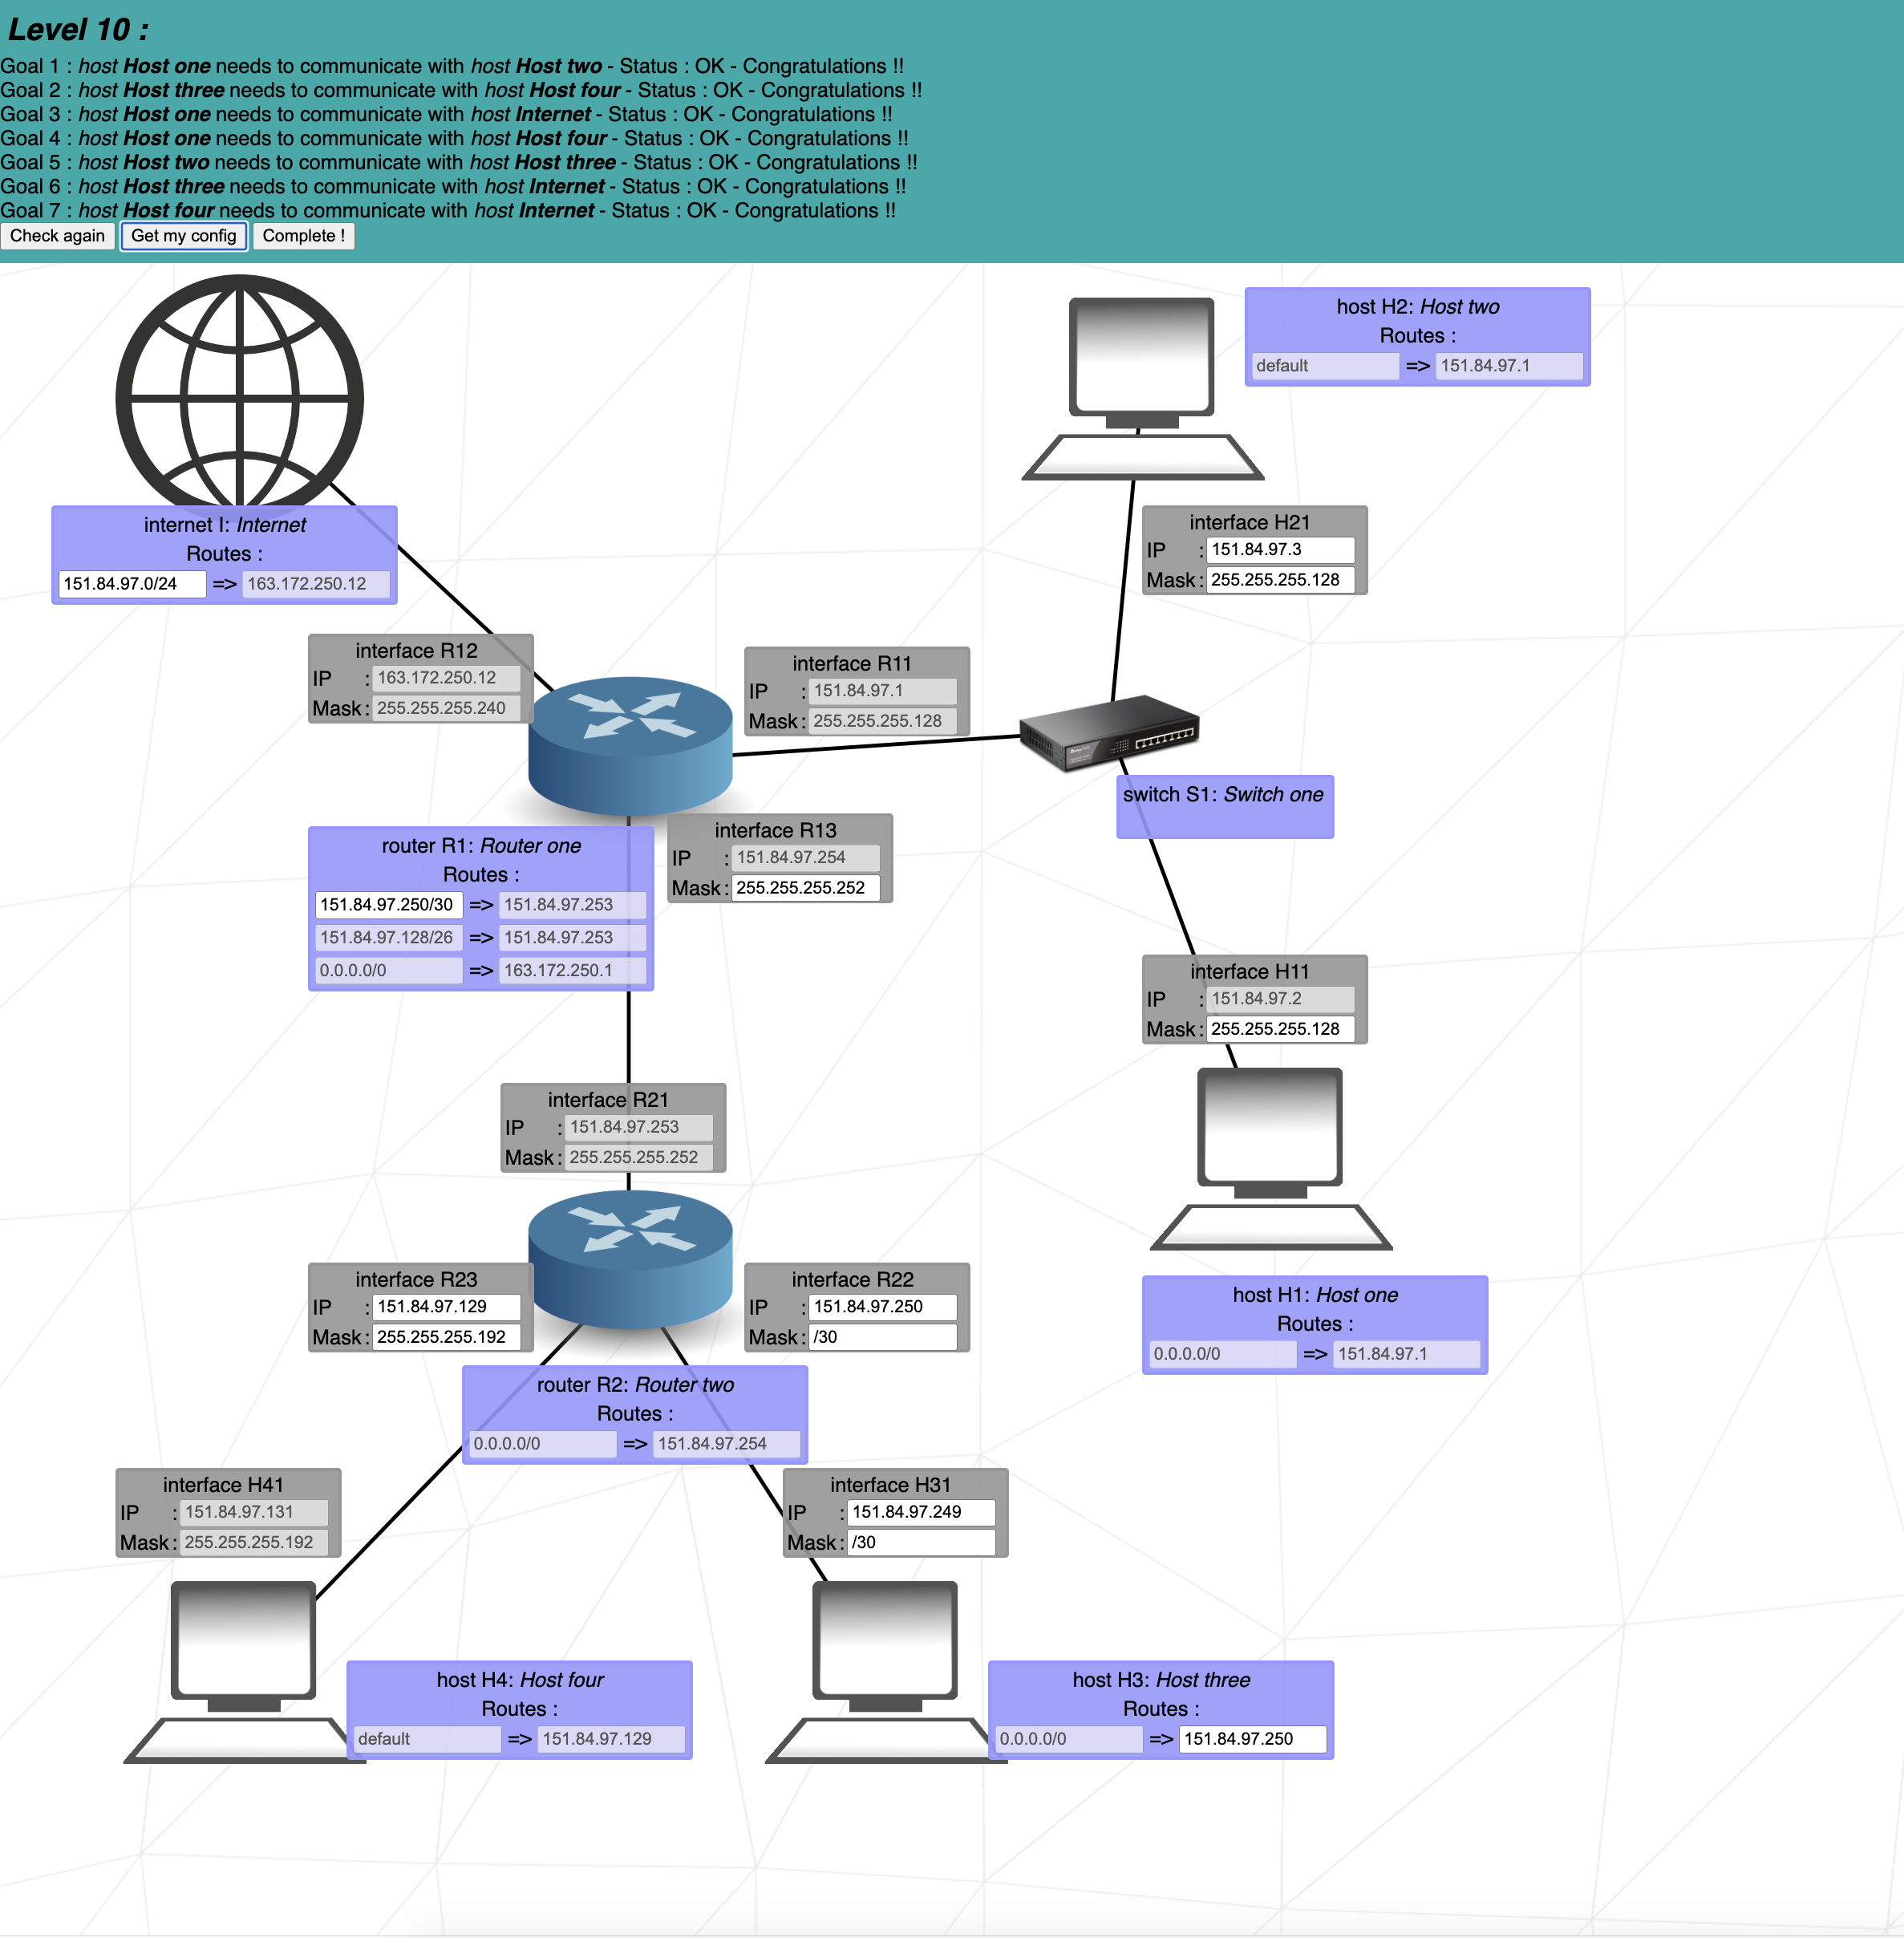 Level 10 :
Goal 1 : host Host one needs to communicate with host Host two - Status : OK - Congratulations !!
Goal 2 : host Host three needs to communicate with host Host four - Status : OK - Congratulations !!
Goal 3 : host Host one needs to communicate with host Internet - Status : OK - Congratulations !!
Goal 4 : host Host one needs to communicate with host Host four - Status : OK - Congratulations !!
Goal 5 : host Host two needs to communicate with host Host three - Status : OK - Congratulations !!
Goal 6 : host Host three needs to communicate with host Internet - Status : OK - Congratulations !!
Goal 7 : host Host four needs to communicate with host Internet - Status : OK - Congratulations !!
Check again Get my config Complete !
host H2: Host two
Routes :
default => 151.84.97.1
internet I: Internet
Routes :
151.84.97.0/24 => 163.172.250.12
interface H21
IP : 151.84.97.3
Mask : 255.255.255.128
interface R12
IP : 163.172.250.12
Mask : 255.255.255.240
interface R11
IP : 151.84.97.1
Mask : 255.255.255.128
switch S1: Switch one
interface R13
IP : 151.84.97.254
Mask : 255.255.255.252
router R1: Router one
Routes :
151.84.97.250/30 => 151.84.97.253
151.84.97.128/26 => 151.84.97.253
0.0.0.0/0 => 163.172.250.1
interface H11
IP : 151.84.97.2
Mask : 255.255.255.128
interface R21
IP : 151.84.97.253
Mask : 255.255.255.252
interface R23
IP : 151.84.97.129
Mask : 255.255.255.192
interface R22
IP : 151.84.97.250
Mask : /30
host H1: Host one
Routes :
0.0.0.0/0 => 151.84.97.1
router R2: Router two
Routes :
0.0.0.0/0 => 151.84.97.254
interface H41
IP : 151.84.97.131
Mask : 255.255.255.192
interface H31
IP : 151.84.97.249
Mask : /30
host H4: Host four
Routes :
default => 151.84.97.129
host H3: Host three
Routes :
0.0.0.0/0 => 151.84.97.250